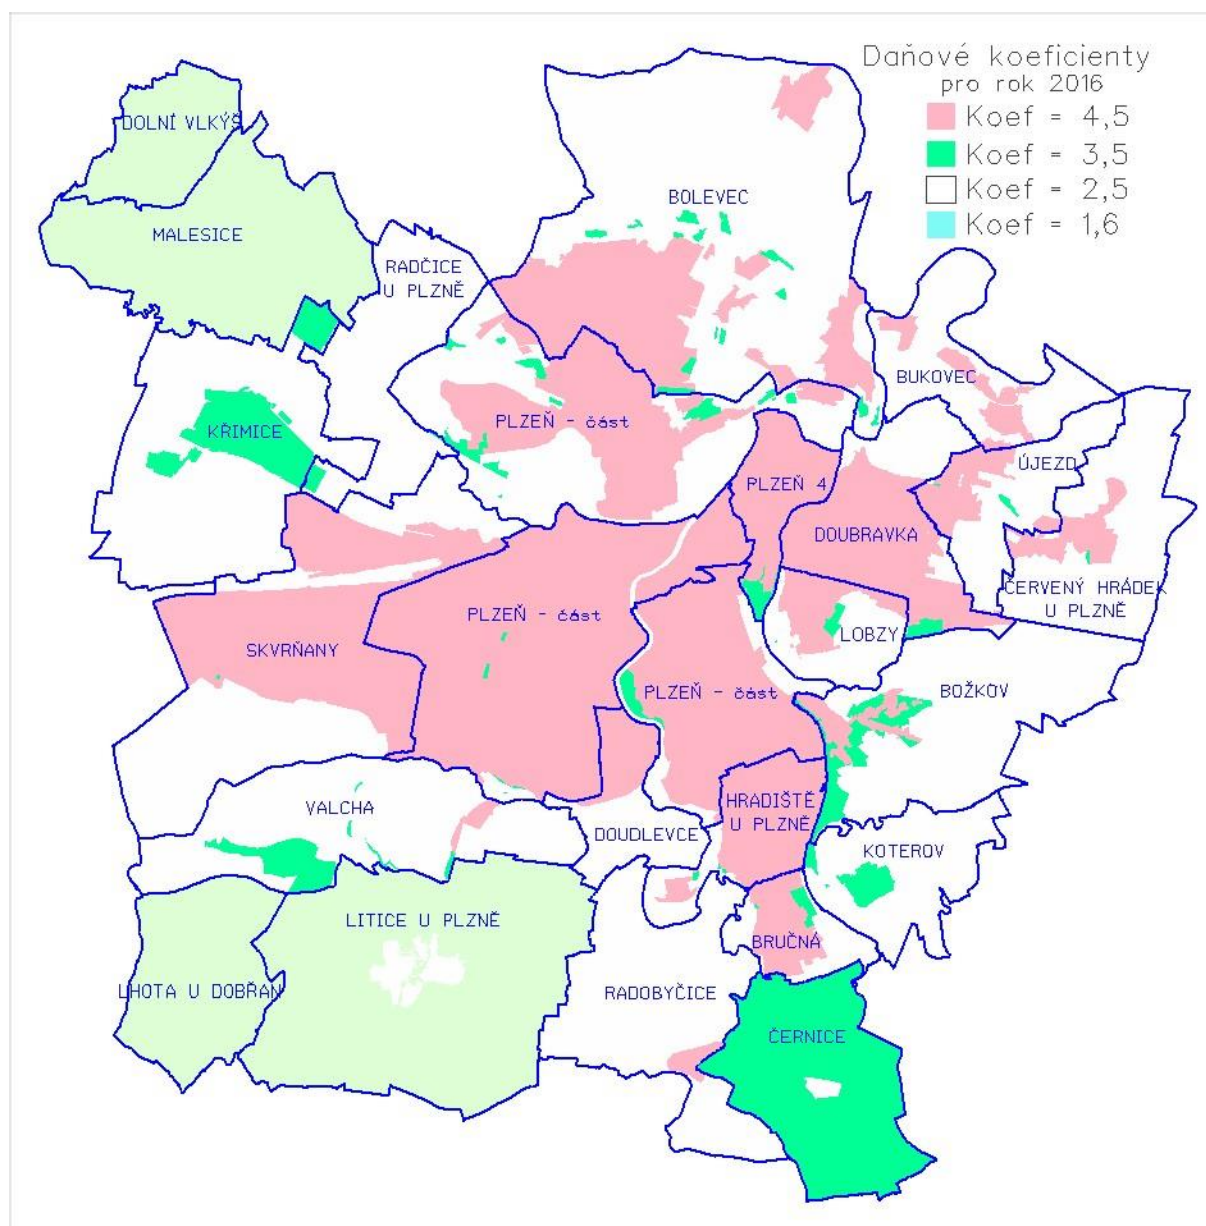 Daňové koeficienty
pro rok 2016
Koef = 4,5
Koef = 3,5
Koef = 2,5
Koef = 1,6
DOLNÍ VLKÝŠ
MALESICE
BOLEVEC
RADČICE
U PLZNĚ
BUKOVEC
KŘIMICE
PLZEŇ - část
ÚJEZD
PLZEŇ 4
DOUBRAVKA
ČERVENÝ HRÁDEK
U PLZNĚ
PLZEŇ - část
LOBZY
SKVRŇANY
PLZEŇ - část
BOŽKOV
VALCHA
HRADIŠTĚ
U PLZNĚ
DOUDLEVCE
KOTEROV
LITICE U PLZNĚ
BRUČNÁ
LHOTA U DOBŘAN
RADOBYČICE
ČERNICE